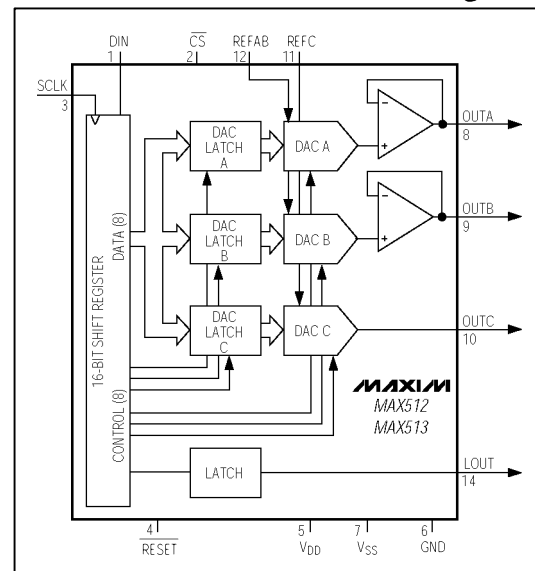 DIN
1
CS
2
REFAB
12
REFC
11
SCLK
3
16-BIT SHIFT REGISTER
DATA (8)
CONTROL (8)
DAC
LATCH
A
DAC A
OUTA
8
DAC
LATCH
B
DAC B
OUTB
9
DAC
LATCH
C
DAC C
OUTC
10
MAXIM
MAX512
MAX513
LATCH
LOUT
14
4
RESET
5
VDD
7
VSS
6
GND
-
+
-
+